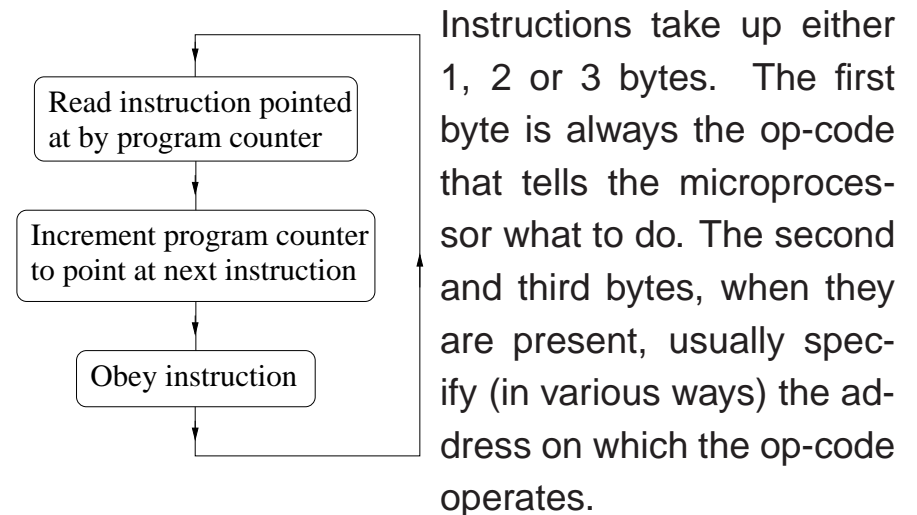 Read instruction pointed
at by program counter
Increment program counter
to point at next instruction
Obey instruction
Instructions take up either
1, 2 or 3 bytes. The first
byte is always the op-code
that tells the microproces-
sor what to do. The second
and third bytes, when they
are present, usually spec-
ify (in various ways) the ad-
dress on which the op-code
operates.